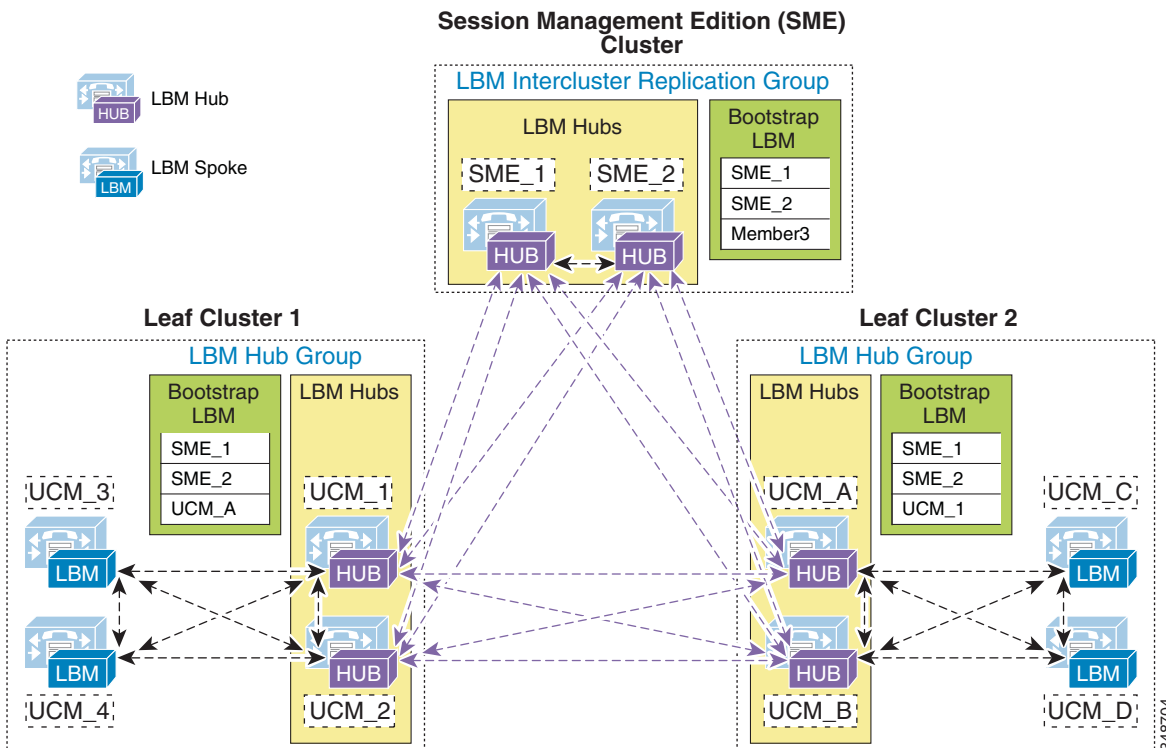 Session Management Edition (SME)
Cluster
LBM Intercluster Replication Group
HUB
LBM Hub
LBM
LBM Spoke
LBM Hubs
Bootstrap
LBM
SME_1
SME_2
Member3
SME_1
SME_2
HUB
HUB
Leaf Cluster 1
LBM Hub Group
Bootstrap
LBM
SME_1
SME_2
UCM_A
LBM Hubs
UCM_3
UCM_1
LBM
HUB
LBM
HUB
UCM_4
UCM_2
Leaf Cluster 2
LBM Hub Group
LBM Hubs
Bootstrap
LBM
SME_1
SME_2
UCM_1
UCM_A
UCM_C
HUB
LBM
HUB
LBM
UCM_B
UCM_D